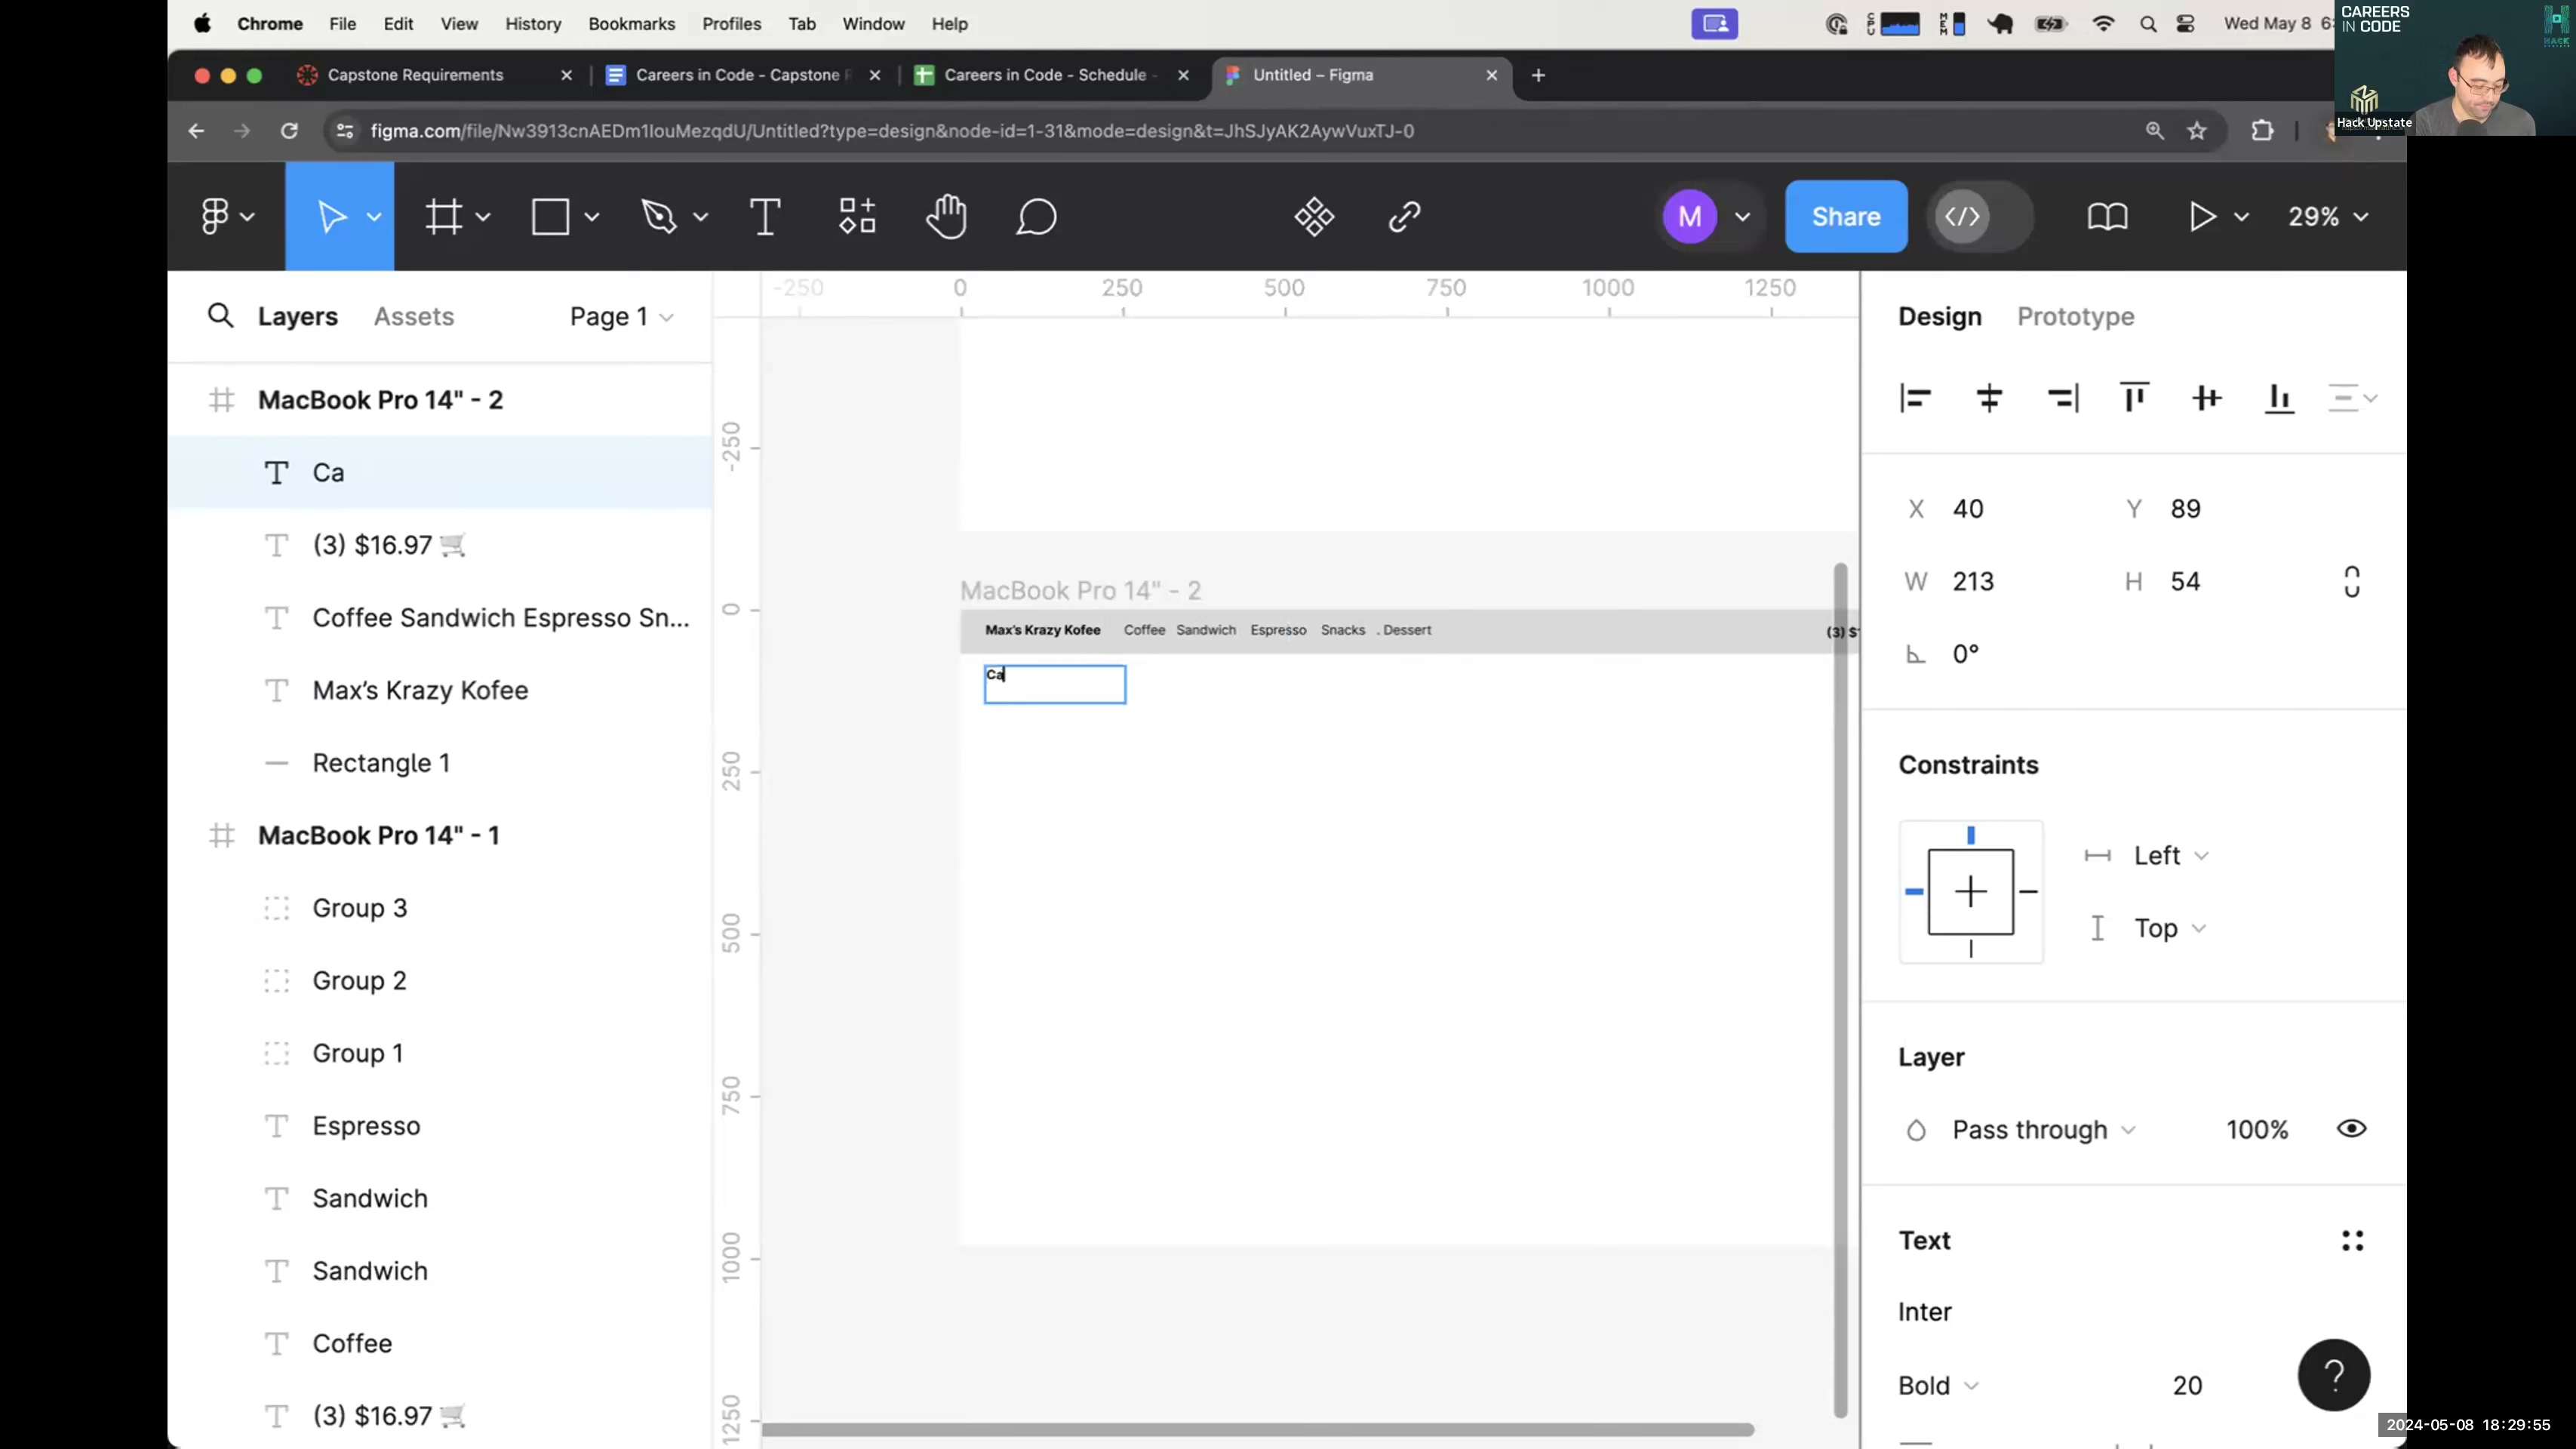 Chrome File Edit View History Bookmarks Profiles Tab Window Help
CPU MEM Wed May 8 6:
CAREERS IN CODE
HACK
Hack Upstate
Capstone Requirements
Careers in Code - Capstone
Careers in Code - Schedule -
Untitled – Figma
figma.com/file/Nw3913cnAEDm1IouMezqdU/Untitled?type=design&node-id=1-31&mode=design&t=JhSJyAK2AywVuxTJ-0
M
Share
29%
Layers Assets Page 1
-250 0 250 500 750 1000 1250
MacBook Pro 14" - 2
Ca
(3) $16.97 🛒
Coffee Sandwich Espresso Sn...
Max’s Krazy Kofee
Rectangle 1
MacBook Pro 14" - 1
Group 3
Group 2
Group 1
Espresso
Sandwich
Sandwich
Coffee
(3) $16.97 🛒
-250
0
250
500
750
1000
1250
MacBook Pro 14" - 2
Max’s Krazy Kofee Coffee Sandwich Espresso Snacks . Dessert
(3) $1
Ca
Design Prototype
X 40 Y 89
W 213 H 54
0°
Constraints
Left
Top
Layer
Pass through 100%
Text
Inter
Bold 20
?
2024-05-08 18:29:55